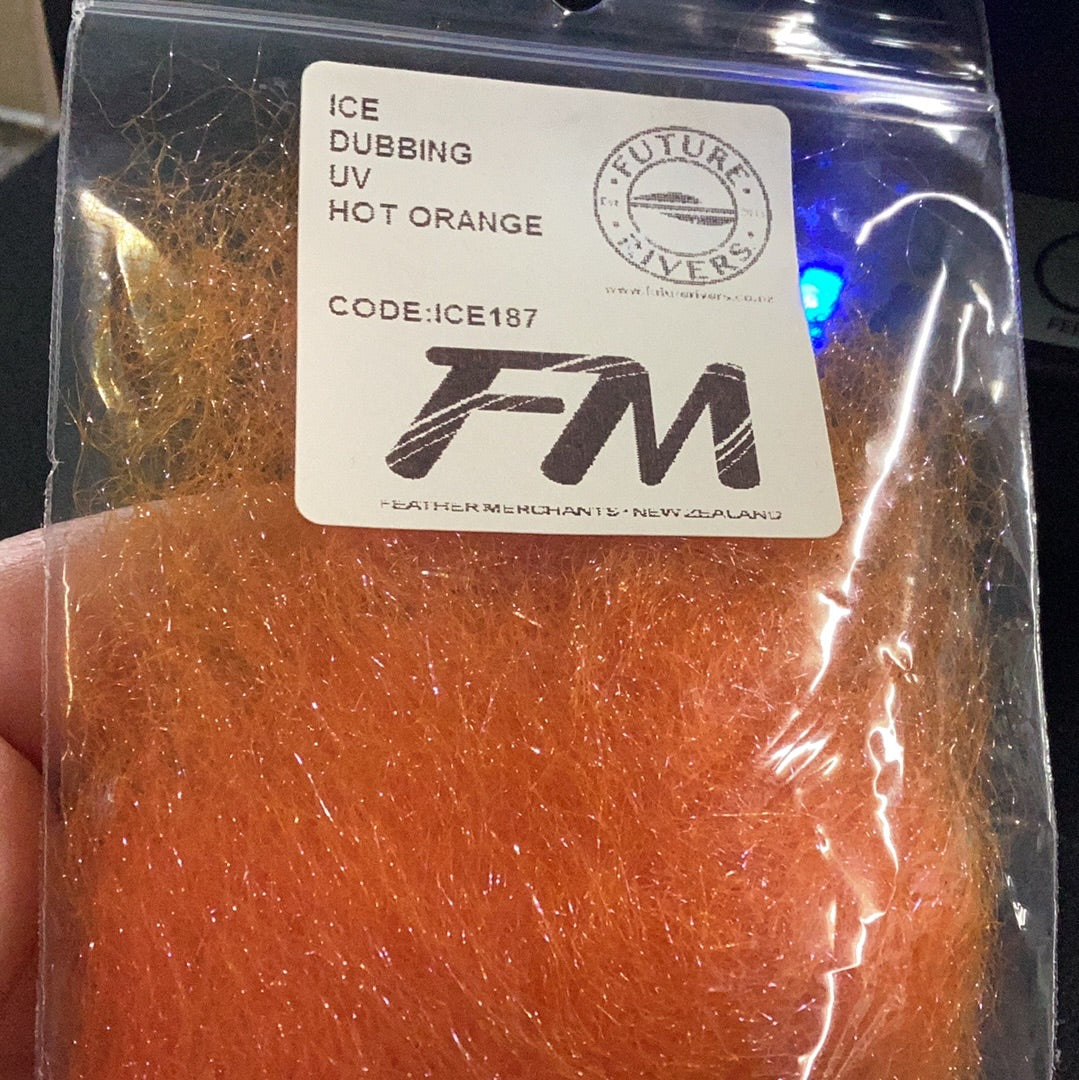 ICE
DUBBING
UV
HOT ORANGE
FUTURE
RIVERS
www.futurerivers.co.nz
CODE:ICE187
FM
FEATHER MERCHANTS · NEW ZEALAND